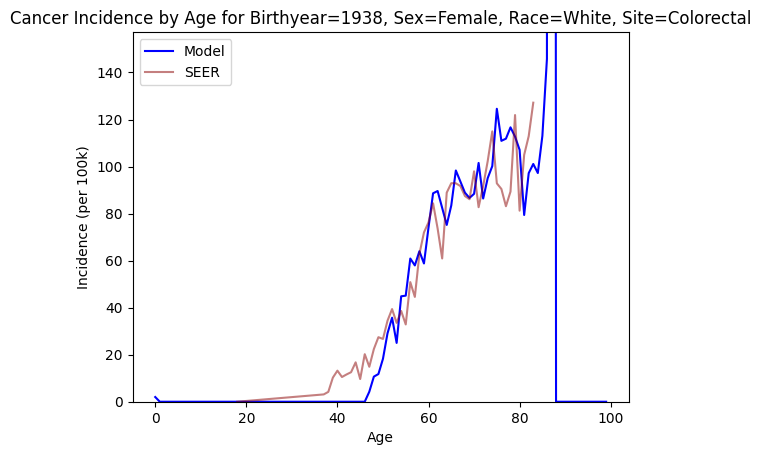 Cancer Incidence by Age for Birthyear=1938, Sex=Female, Race=White, Site=Colorectal
Model
SEER
140
120
100
80
60
40
20
0
Incidence (per 100k)
0 20 40 60 80 100
Age